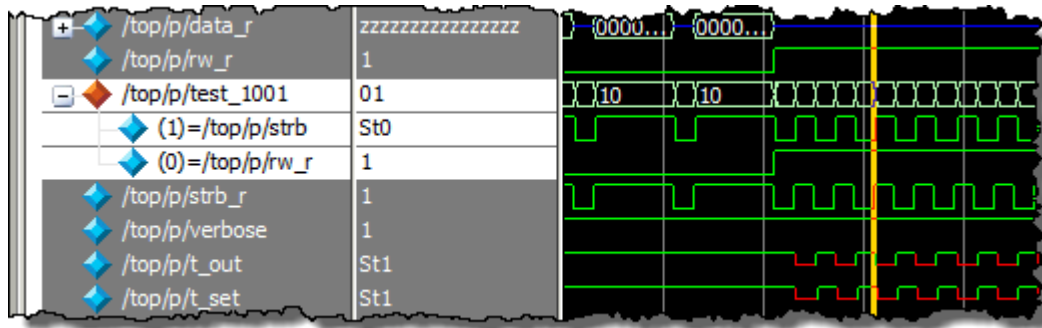 /top/p/data_r zzzzzzzzzzzzzzzz 0000... 0000...
/top/p/rw_r 1
/top/p/test_1001 01 10 10
(1)=/top/p/strb St0
(0)=/top/p/rw_r 1
/top/p/strb_r 1
/top/p/verbose 1
/top/p/t_out St1
/top/p/t_set St1